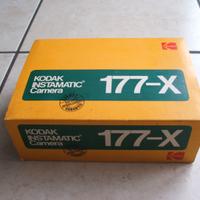 KODAK
INSTAMATIC®
Camera
177-X
KODAK
INSTAMATIC®
Camera
177-X